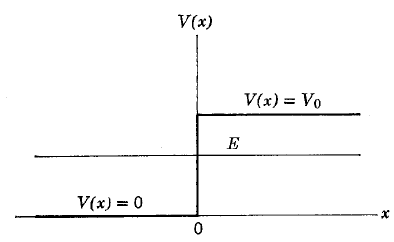 V(x)
V(x) = V₀
E
V(x) = 0
x
0